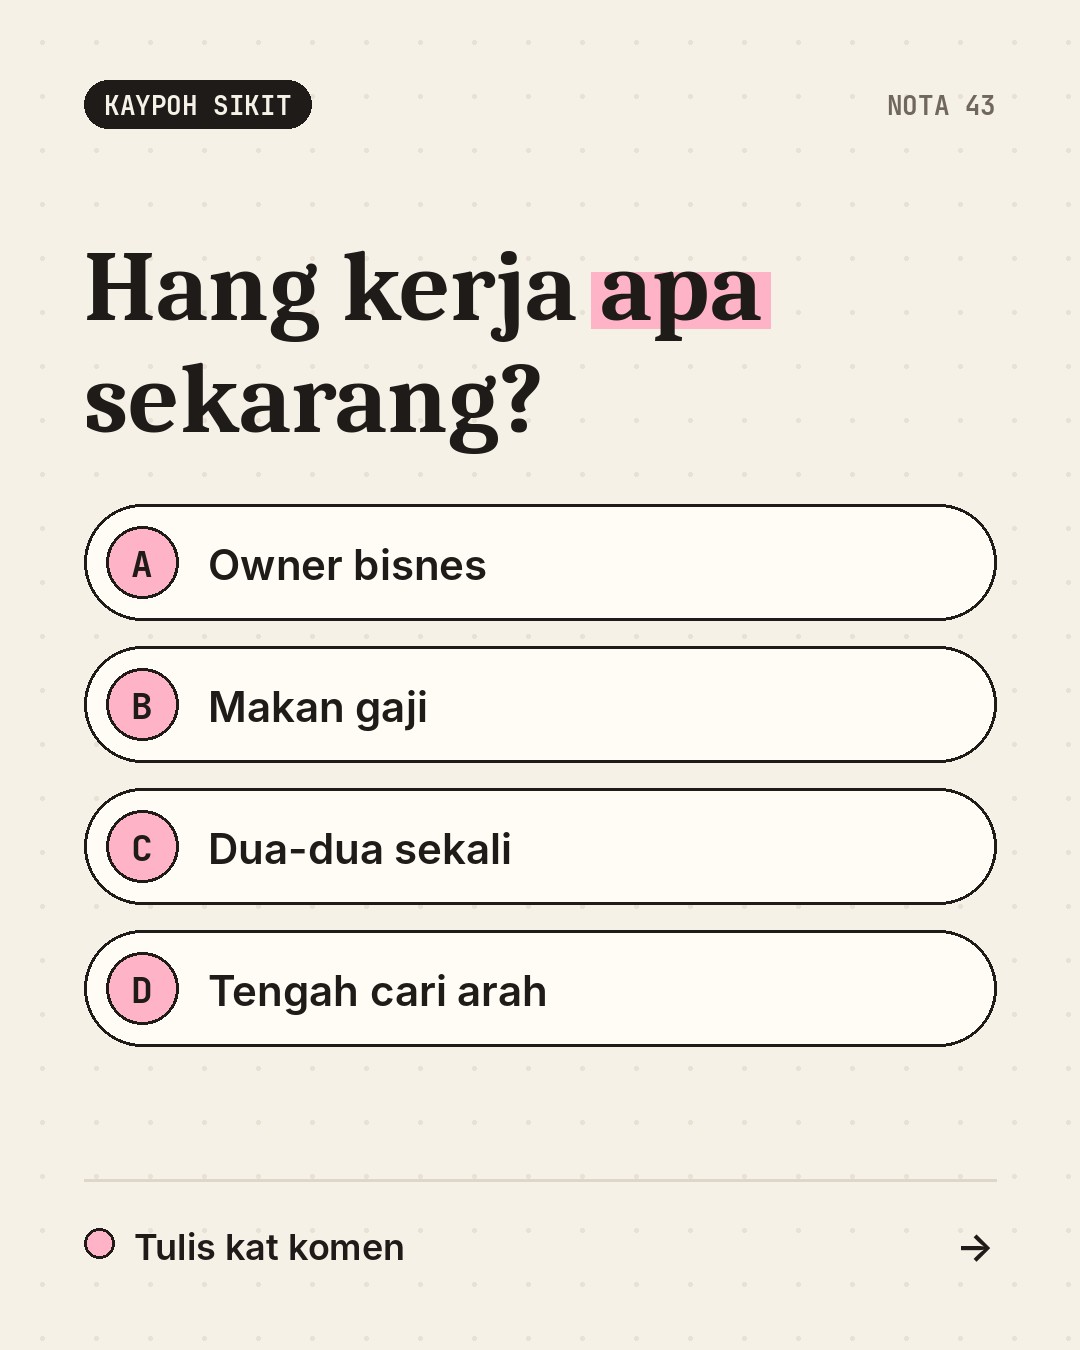 KAYPOH SIKIT
NOTA 43
Hang kerja apa
sekarang?
A Owner bisnes
B Makan gaji
C Dua-dua sekali
D Tengah cari arah
Tulis kat komen →